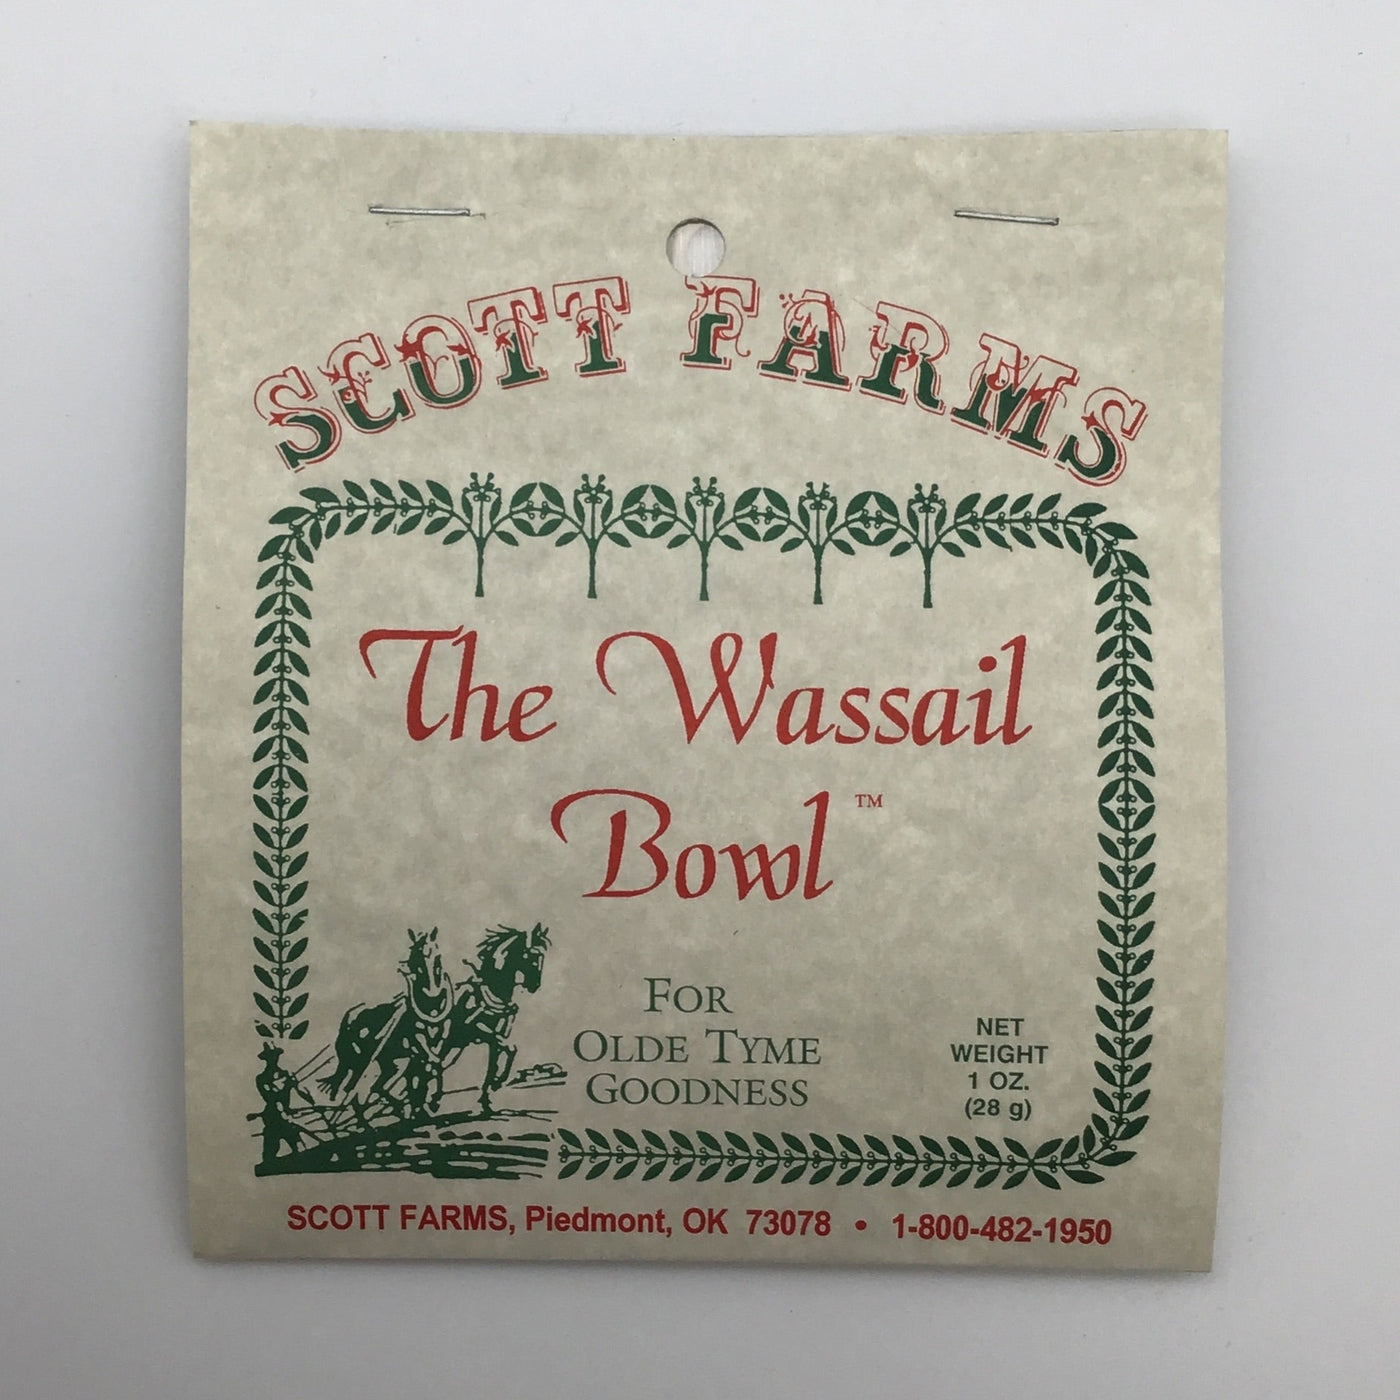 SCOTT FARMS
The Wassail
Bowl™
FOR
OLDE TYME
GOODNESS
NET
WEIGHT
1 OZ.
(28 g)
SCOTT FARMS, Piedmont, OK 73078 • 1-800-482-1950